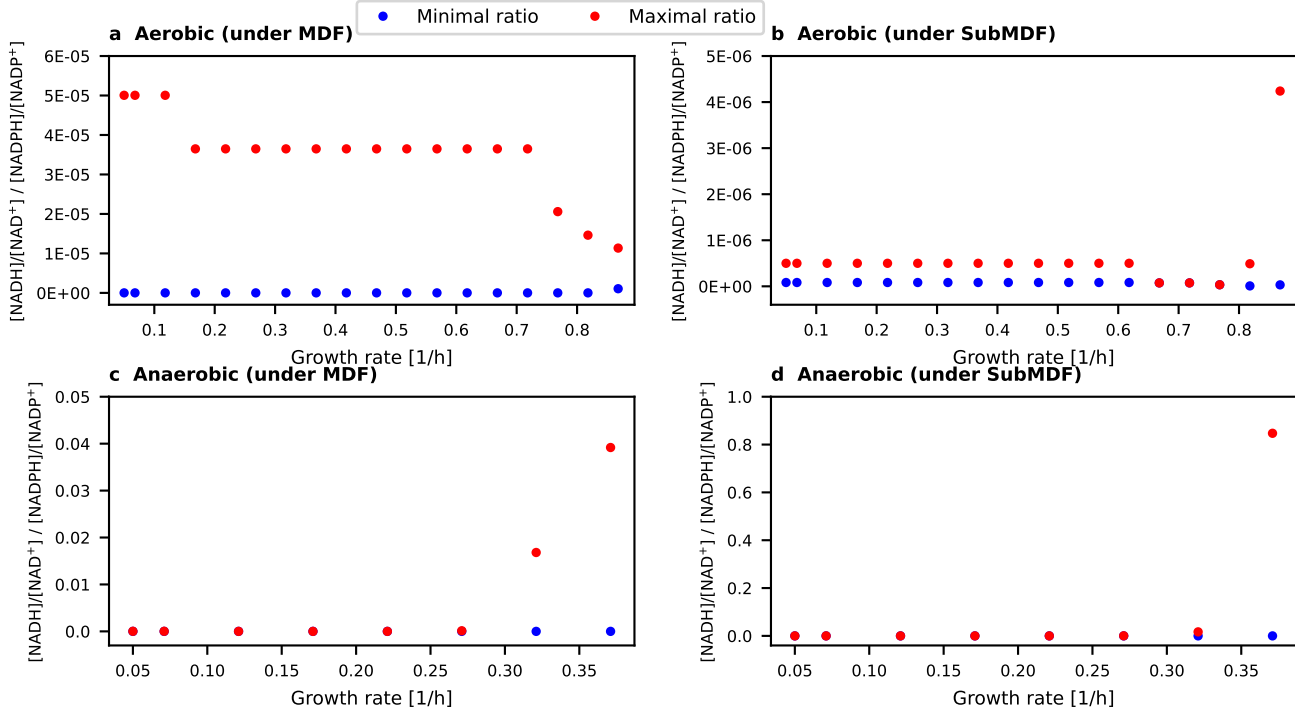 Minimal ratio Maximal ratio
a Aerobic (under MDF)
[NADH]/[NAD⁺] / [NADPH]/[NADP⁺]
6E-05
5E-05
4E-05
3E-05
2E-05
1E-05
0E+00
0.1 0.2 0.3 0.4 0.5 0.6 0.7 0.8
Growth rate [1/h]
b Aerobic (under SubMDF)
[NADH]/[NAD⁺] / [NADPH]/[NADP⁺]
5E-06
4E-06
3E-06
2E-06
1E-06
0E+00
0.1 0.2 0.3 0.4 0.5 0.6 0.7 0.8
Growth rate [1/h]
c Anaerobic (under MDF)
[NADH]/[NAD⁺] / [NADPH]/[NADP⁺]
0.05
0.04
0.03
0.02
0.01
0.0
0.05 0.10 0.15 0.20 0.25 0.30 0.35
Growth rate [1/h]
d Anaerobic (under SubMDF)
[NADH]/[NAD⁺] / [NADPH]/[NADP⁺]
1.0
0.8
0.6
0.4
0.2
0.0
0.05 0.10 0.15 0.20 0.25 0.30 0.35
Growth rate [1/h]